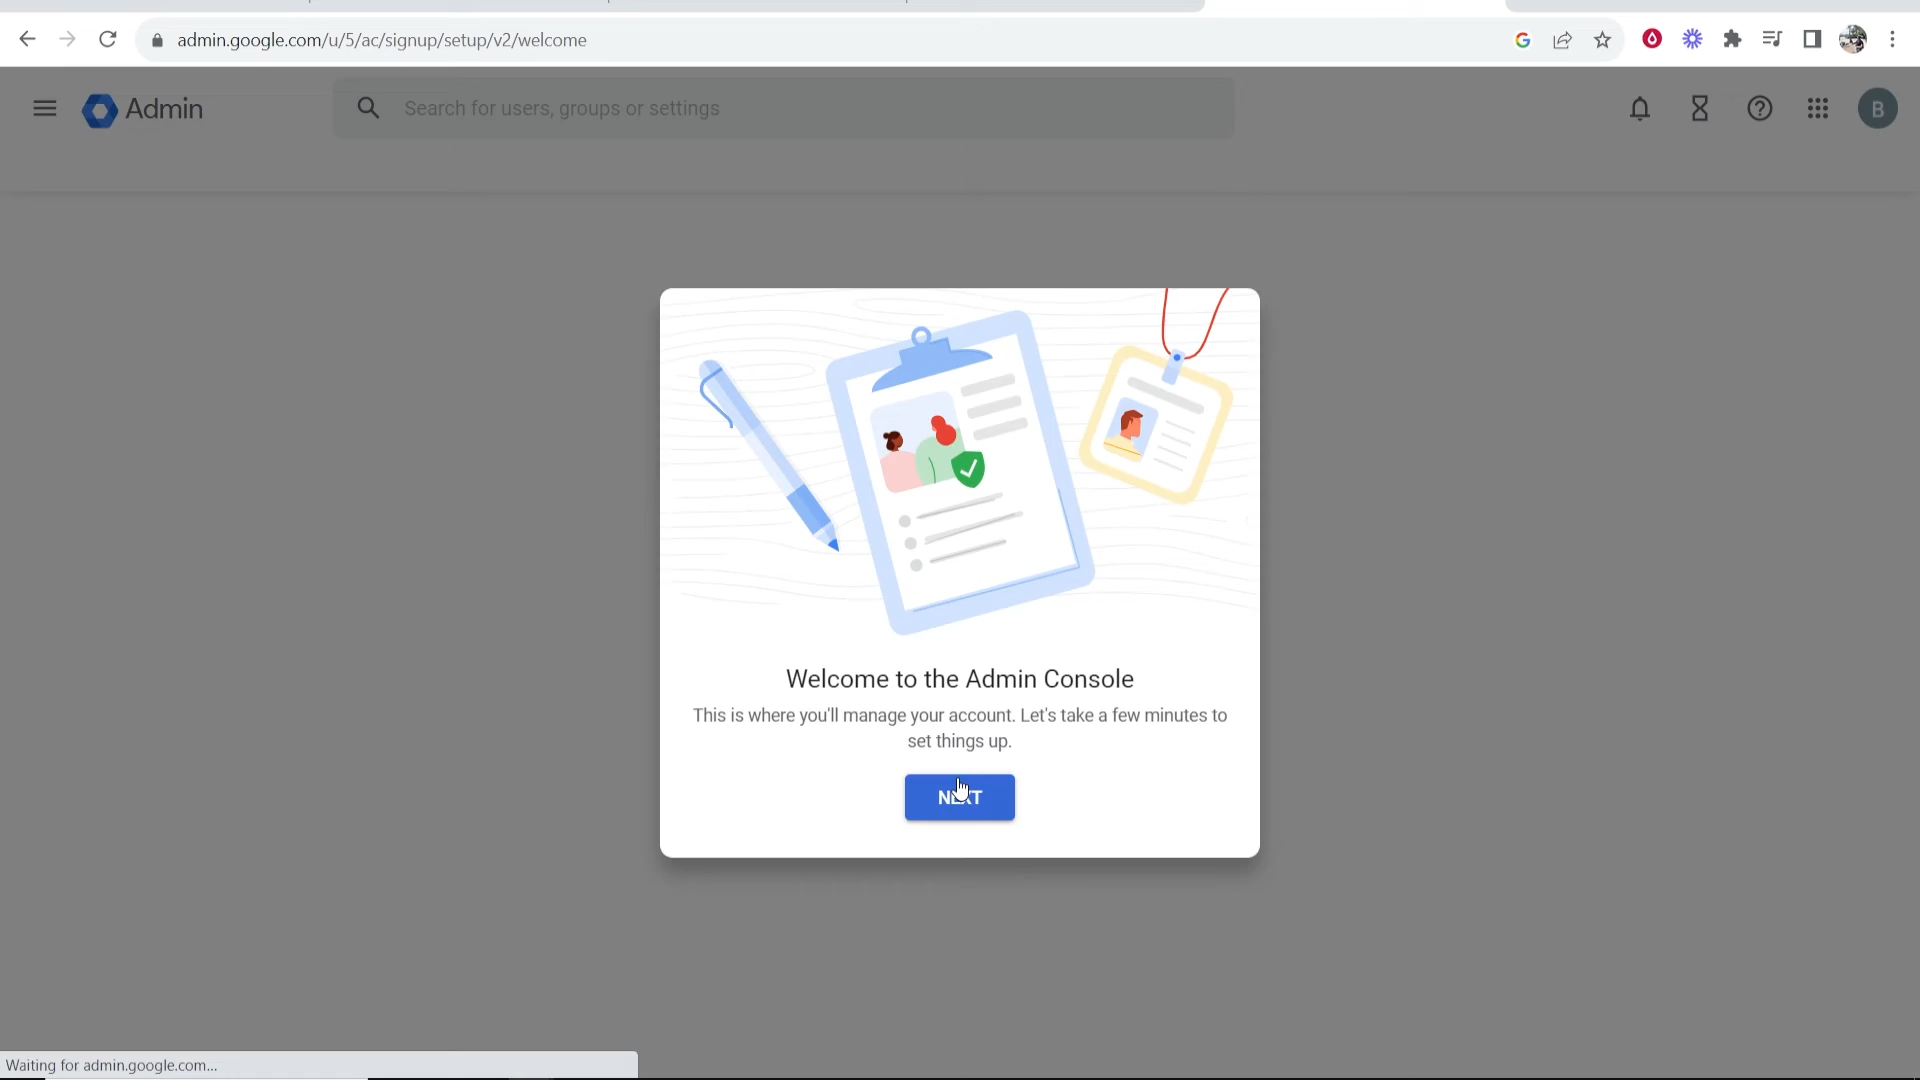 admin.google.com/u/5/ac/signup/setup/v2/welcome
Admin
Search for users, groups or settings
B
Welcome to the Admin Console
This is where you'll manage your account. Let's take a few minutes to
set things up.
NEXT
Waiting for admin.google.com...